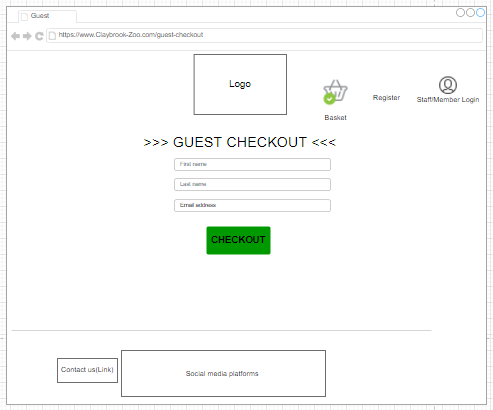 Guest
https://www.Claybrook-Zoo.com/guest-checkout
Logo
Basket
Register
Staff/Member Login
>>> GUEST CHECKOUT <<<
First name
Last name
Email address
CHECKOUT
Contact us(Link)
Social media platforms